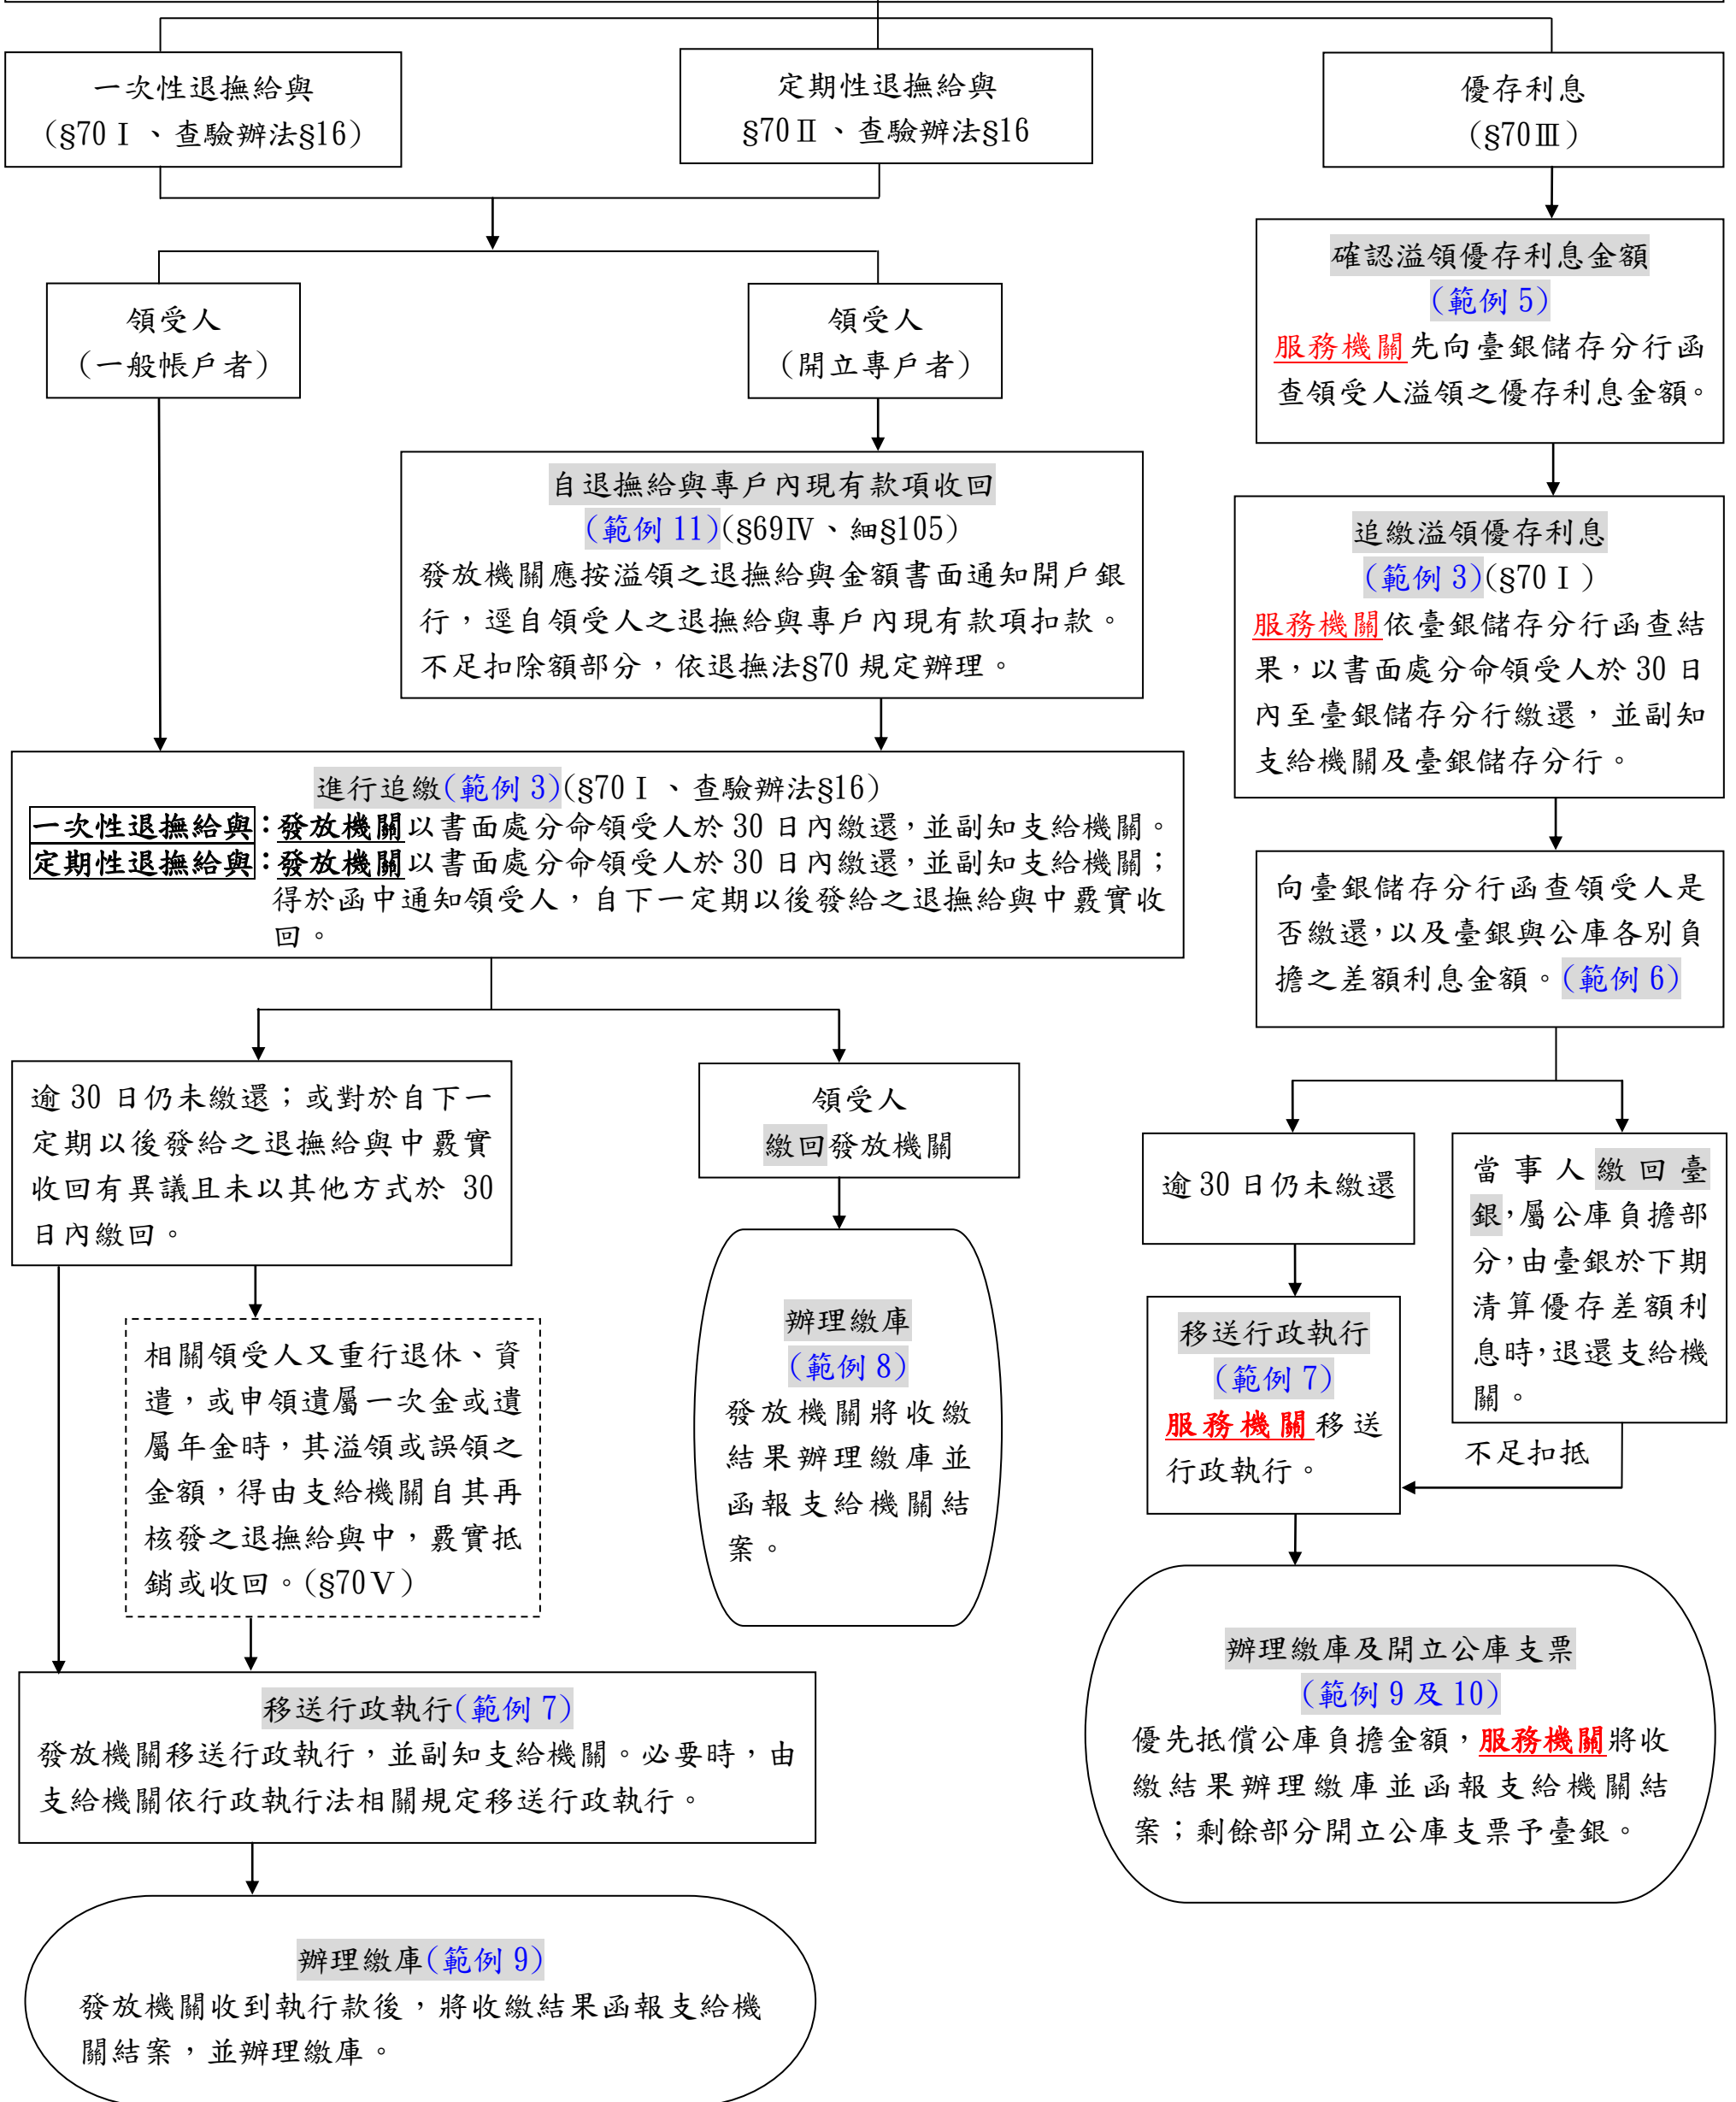 一次性退撫給與
(§70Ⅰ、查驗辦法§16)
定期性退撫給與
§70Ⅱ、查驗辦法§16
優存利息
(§70Ⅲ)
領受人
(一般帳戶者)
領受人
(開立專戶者)
自退撫給與專戶內現有款項收回
(範例 11)(§69Ⅳ、細§105)
發放機關應按溢領之退撫給與金額書面通知開戶銀
行，逕自領受人之退撫給與專戶內現有款項扣款。
不足扣除額部分，依退撫法§70 規定辦理。
確認溢領優存利息金額
(範例 5)
服務機關先向臺銀儲存分行函
查領受人溢領之優存利息金額。
追繳溢領優存利息
(範例 3)(§70Ⅰ)
服務機關依臺銀儲存分行函查結
果，以書面處分命領受人於 30 日
內至臺銀儲存分行繳還，並副知
支給機關及臺銀儲存分行。
進行追繳(範例 3)(§70Ⅰ、查驗辦法§16)
一次性退撫給與：發放機關以書面處分命領受人於 30 日內繳還，並副知支給機關。
定期性退撫給與：發放機關以書面處分命領受人於 30 日內繳還，並副知支給機關；
得於函中通知領受人，自下一定期以後發給之退撫給與中覈實收
回。
向臺銀儲存分行函查領受人是
否繳還，以及臺銀與公庫各別負
擔之差額利息金額。(範例 6)
逾 30 日仍未繳還；或對於自下一
定期以後發給之退撫給與中覈實
收回有異議且未以其他方式於 30
日內繳回。
領受人
繳回發放機關
逾 30 日仍未繳還
當事人繳回臺
銀，屬公庫負擔部
分，由臺銀於下期
清算優存差額利
息時，退還支給機
關。
不足扣抵
相關領受人又重行退休、資
遣，或申領遺屬一次金或遺
屬年金時，其溢領或誤領之
金額，得由支給機關自其再
核發之退撫給與中，覈實抵
銷或收回。(§70Ⅴ)
辦理繳庫
(範例 8)
發放機關將收繳
結果辦理繳庫並
函報支給機關結
案。
移送行政執行
(範例 7)
服務機關移送
行政執行。
移送行政執行(範例 7)
發放機關移送行政執行，並副知支給機關。必要時，由
支給機關依行政執行法相關規定移送行政執行。
辦理繳庫及開立公庫支票
(範例 9 及 10)
優先抵償公庫負擔金額，服務機關將收
繳結果辦理繳庫並函報支給機關結
案；剩餘部分開立公庫支票予臺銀。
辦理繳庫(範例 9)
發放機關收到執行款後，將收繳結果函報支給機
關結案，並辦理繳庫。